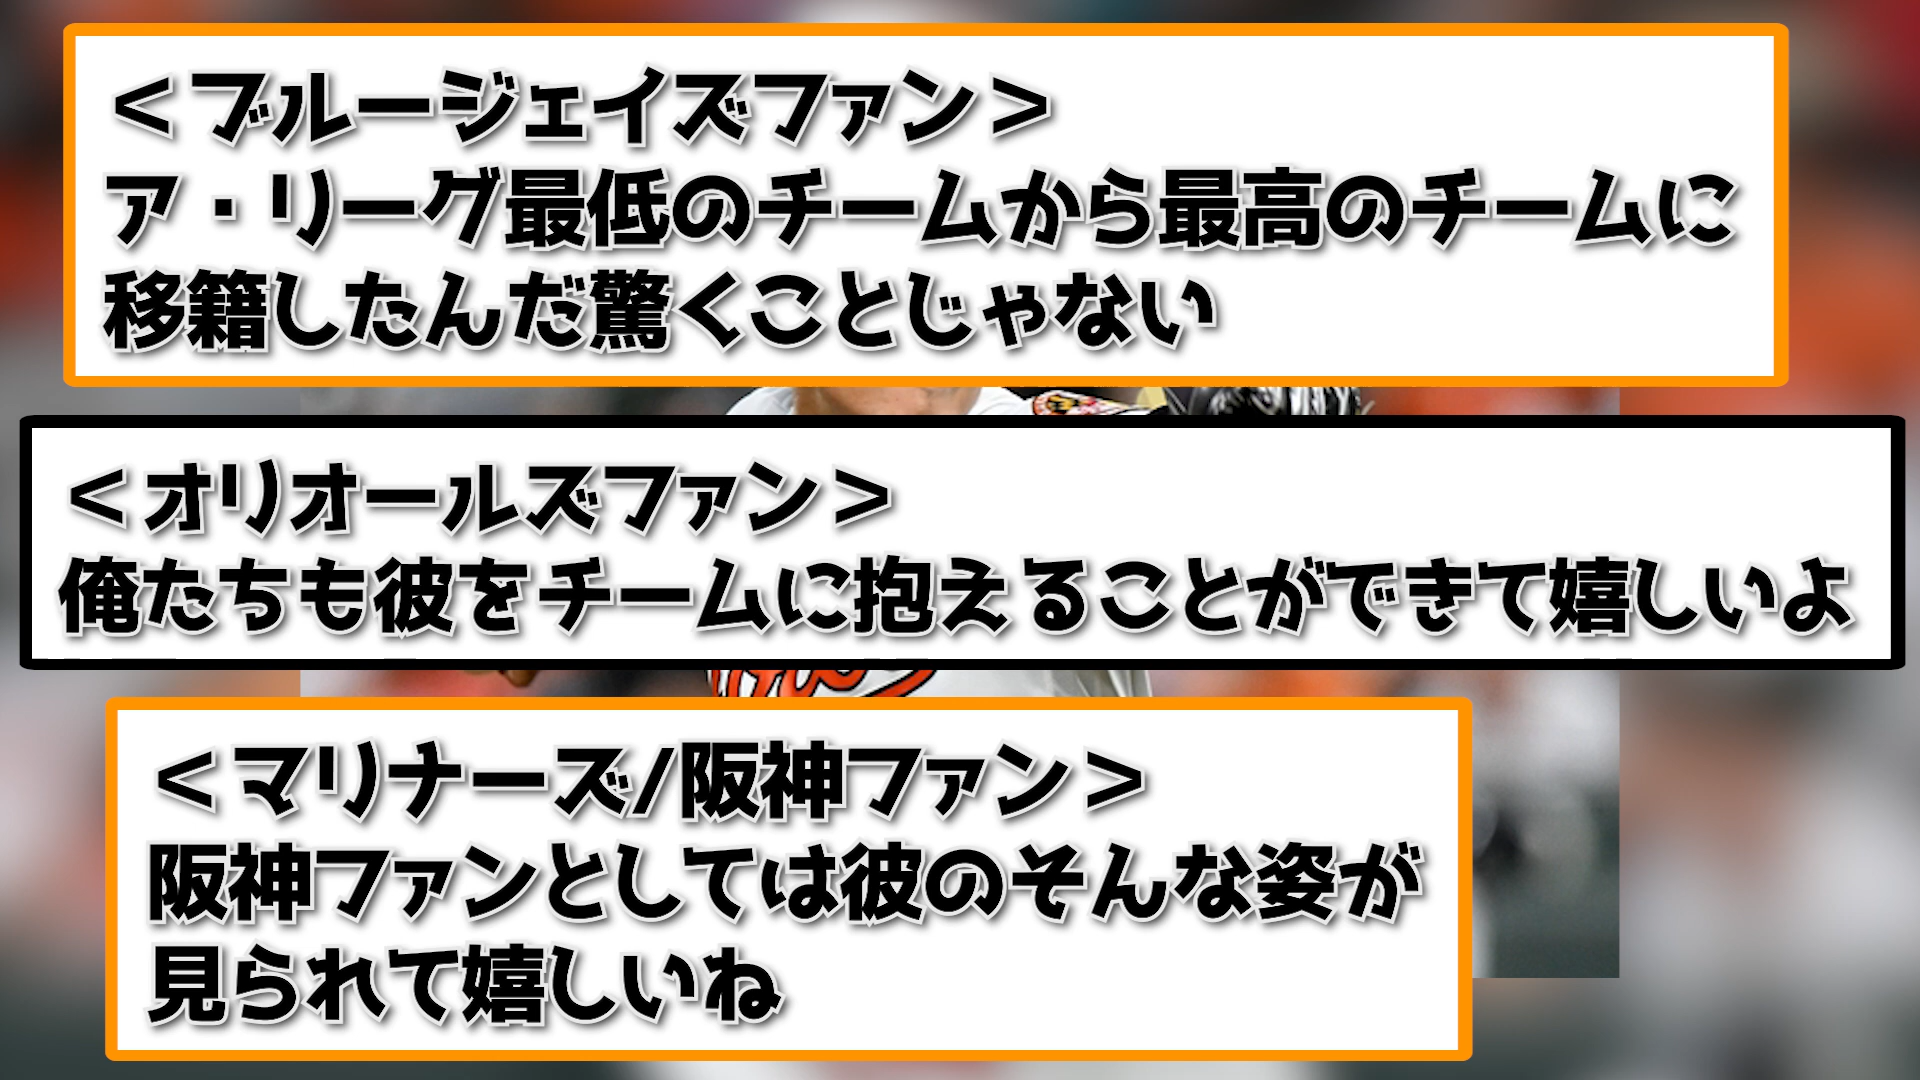 ＜ブルージェイズファン＞
ア・リーグ最低のチームから最高のチームに
移籍したんだ驚くことじゃない
＜オリオールズファン＞
俺たちも彼をチームに抱えることができて嬉しいよ
＜マリナーズ/阪神ファン＞
阪神ファンとしては彼のそんな姿が
見られて嬉しいね